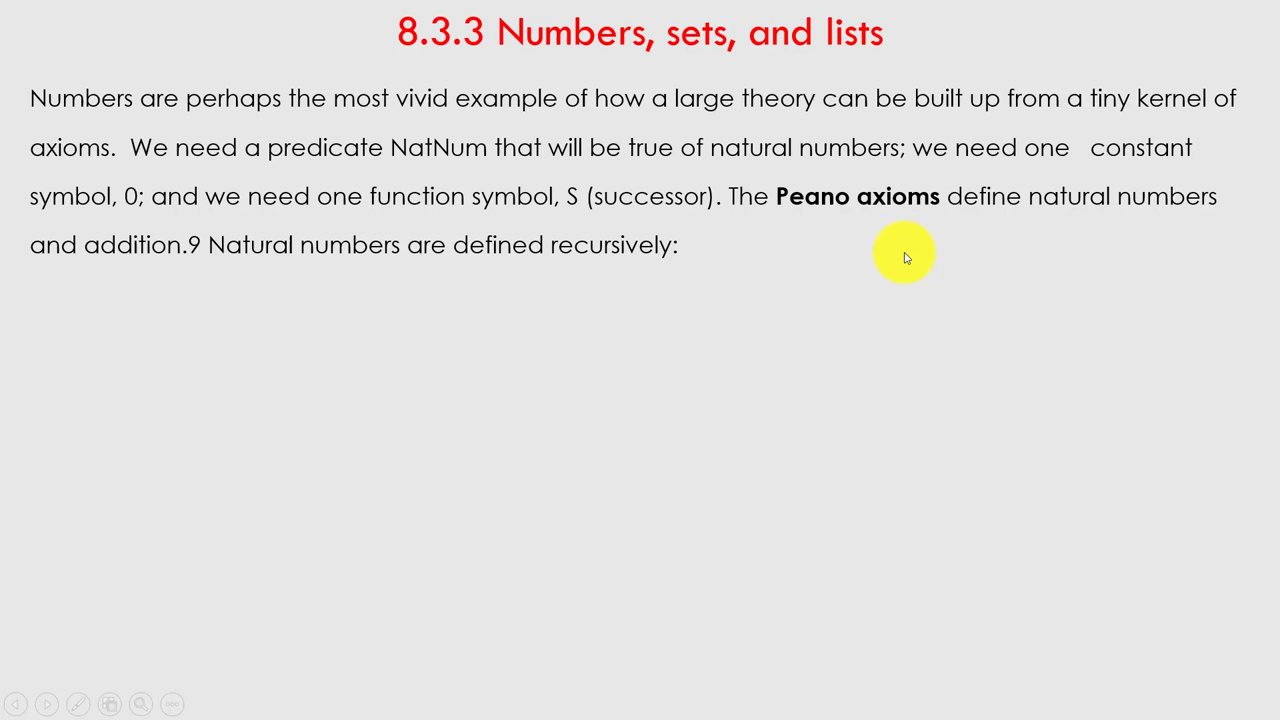 8.3.3 Numbers, sets, and lists
Numbers are perhaps the most vivid example of how a large theory can be built up from a tiny kernel of
axioms. We need a predicate NatNum that will be true of natural numbers; we need one constant
symbol, 0; and we need one function symbol, S (successor). The Peano axioms define natural numbers
and addition.9 Natural numbers are defined recursively: